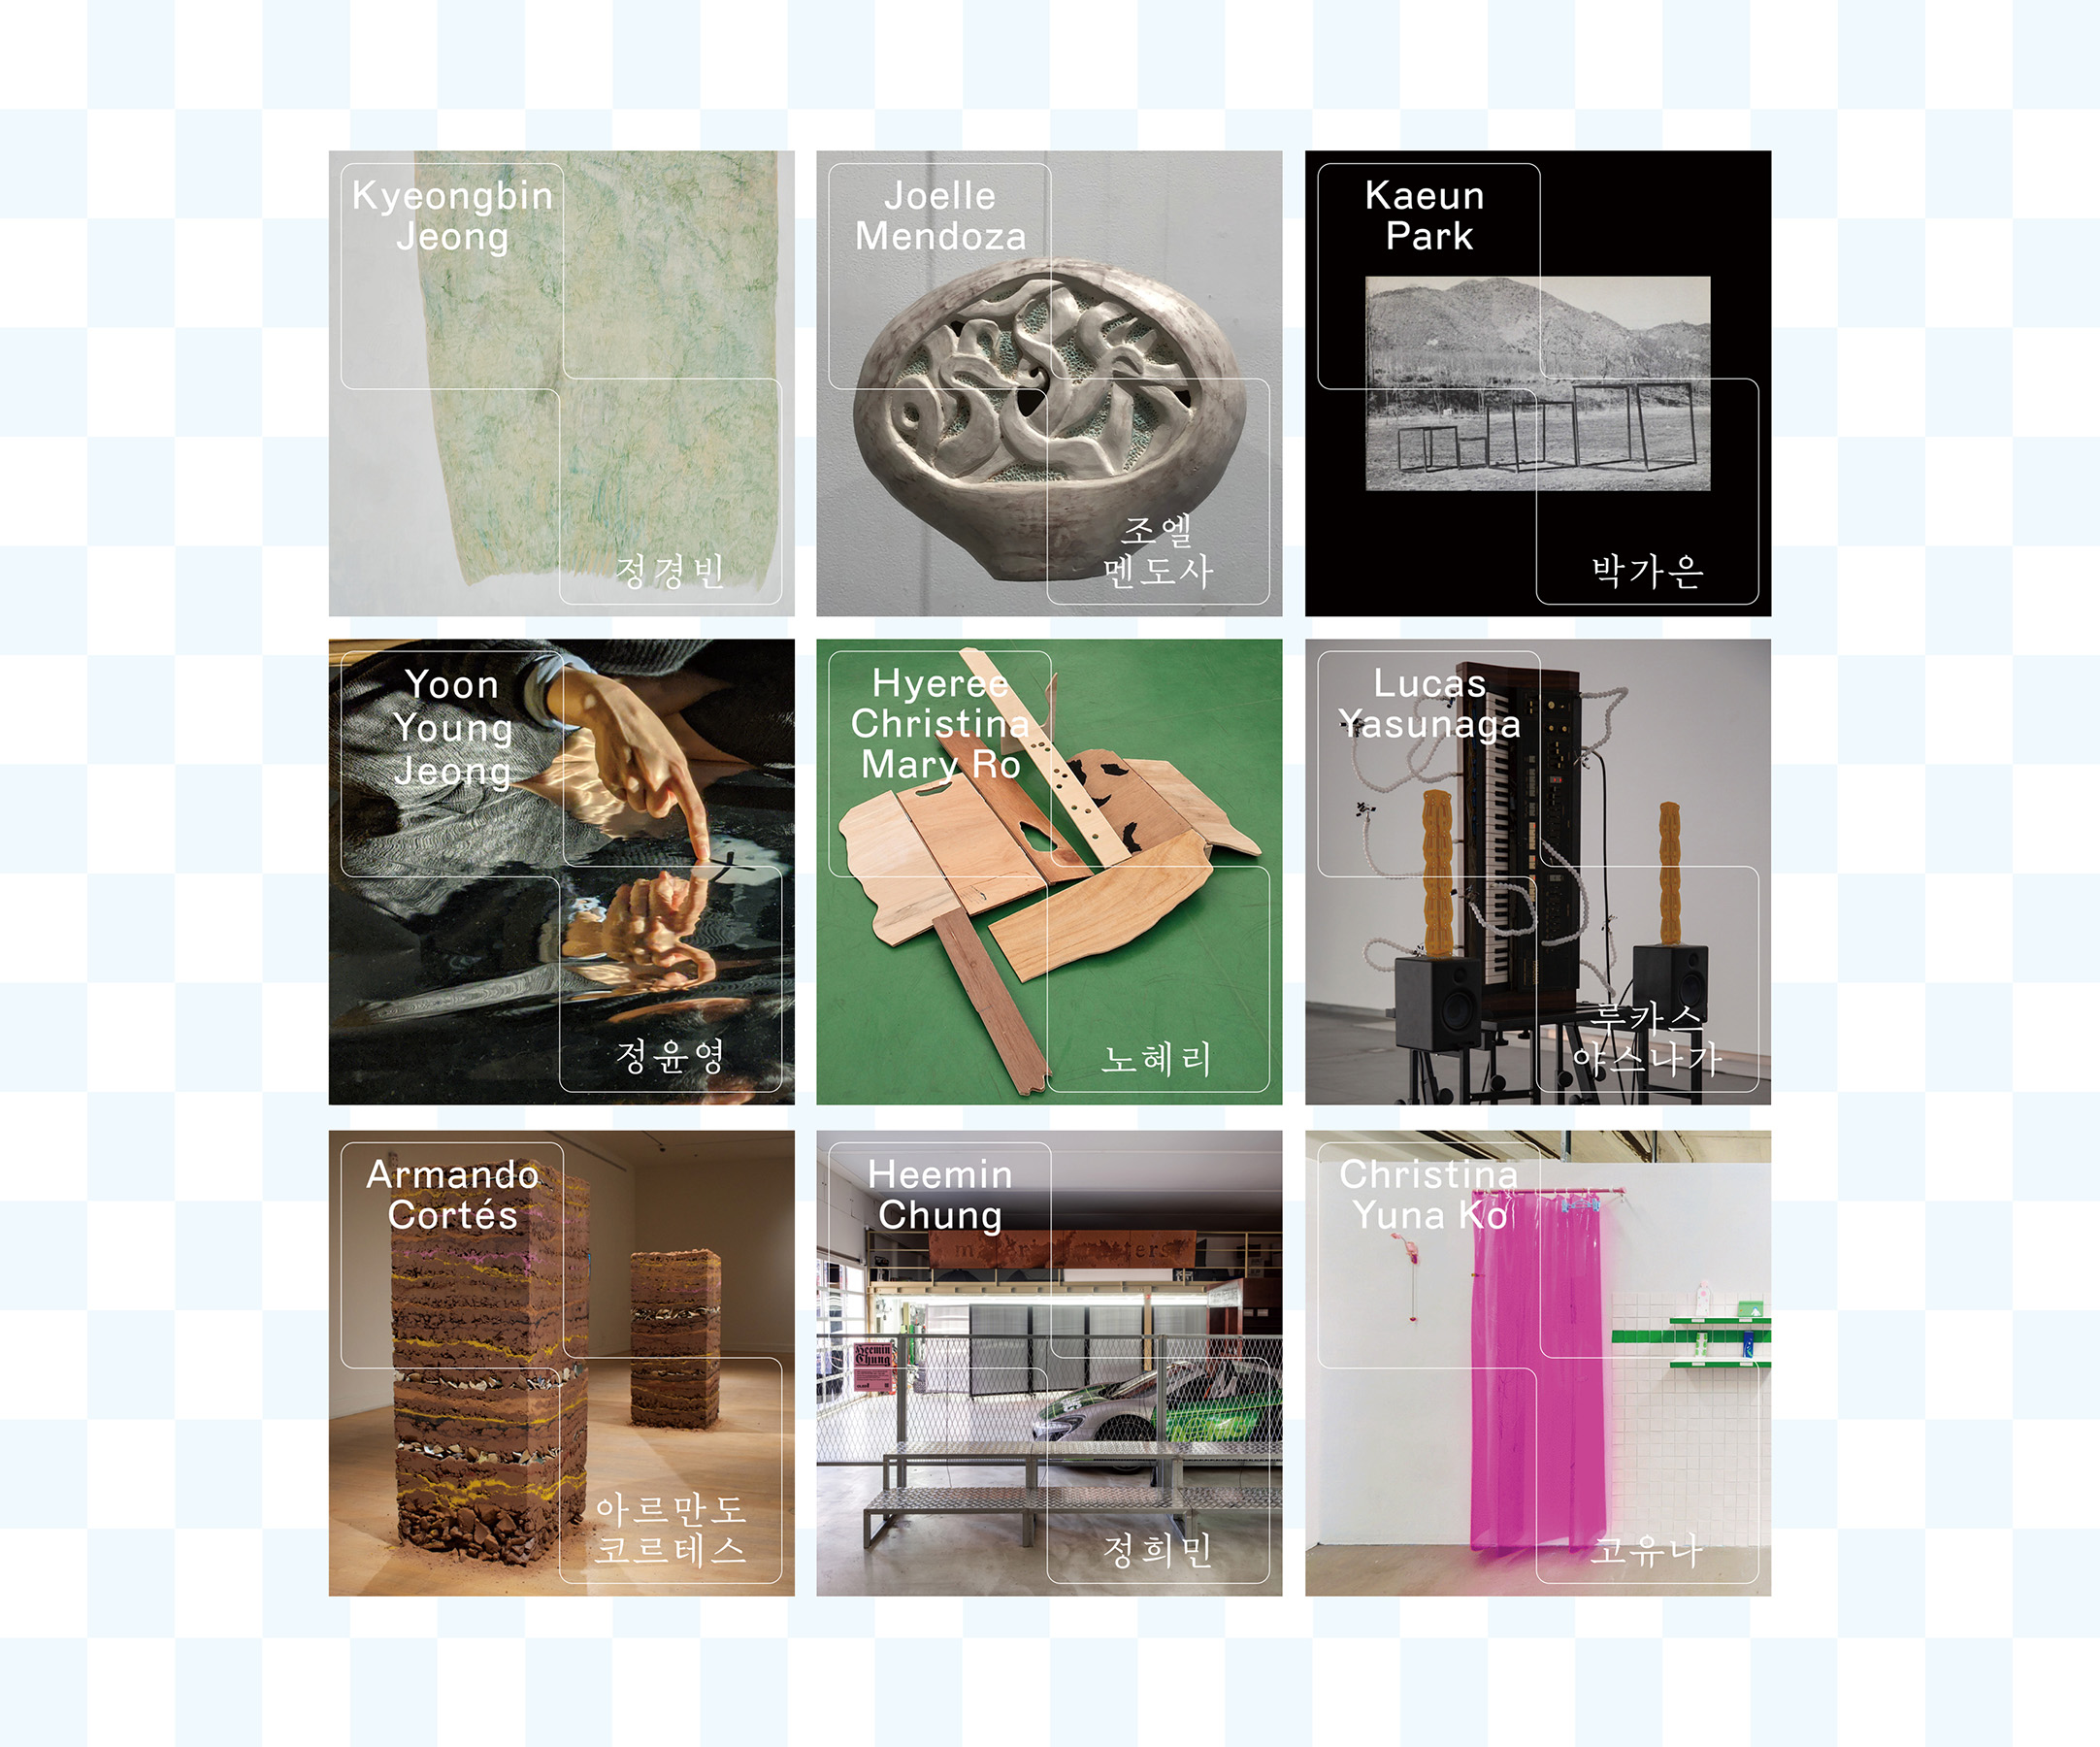 Kyeongbin
Jeong
정경빈
Joelle
Mendoza
조엘
멘도사
Kaeun
Park
박가은
Yoon
Young
Jeong
정윤영
Hyeree
Christina
Mary Ro
노혜리
Lucas
Yasunaga
루카스
야스나가
Armando
Cortés
아르만도
코르테스
Heemin
Chung
Heemin
Chung
정희민
Christina
Yuna Ko
고유나